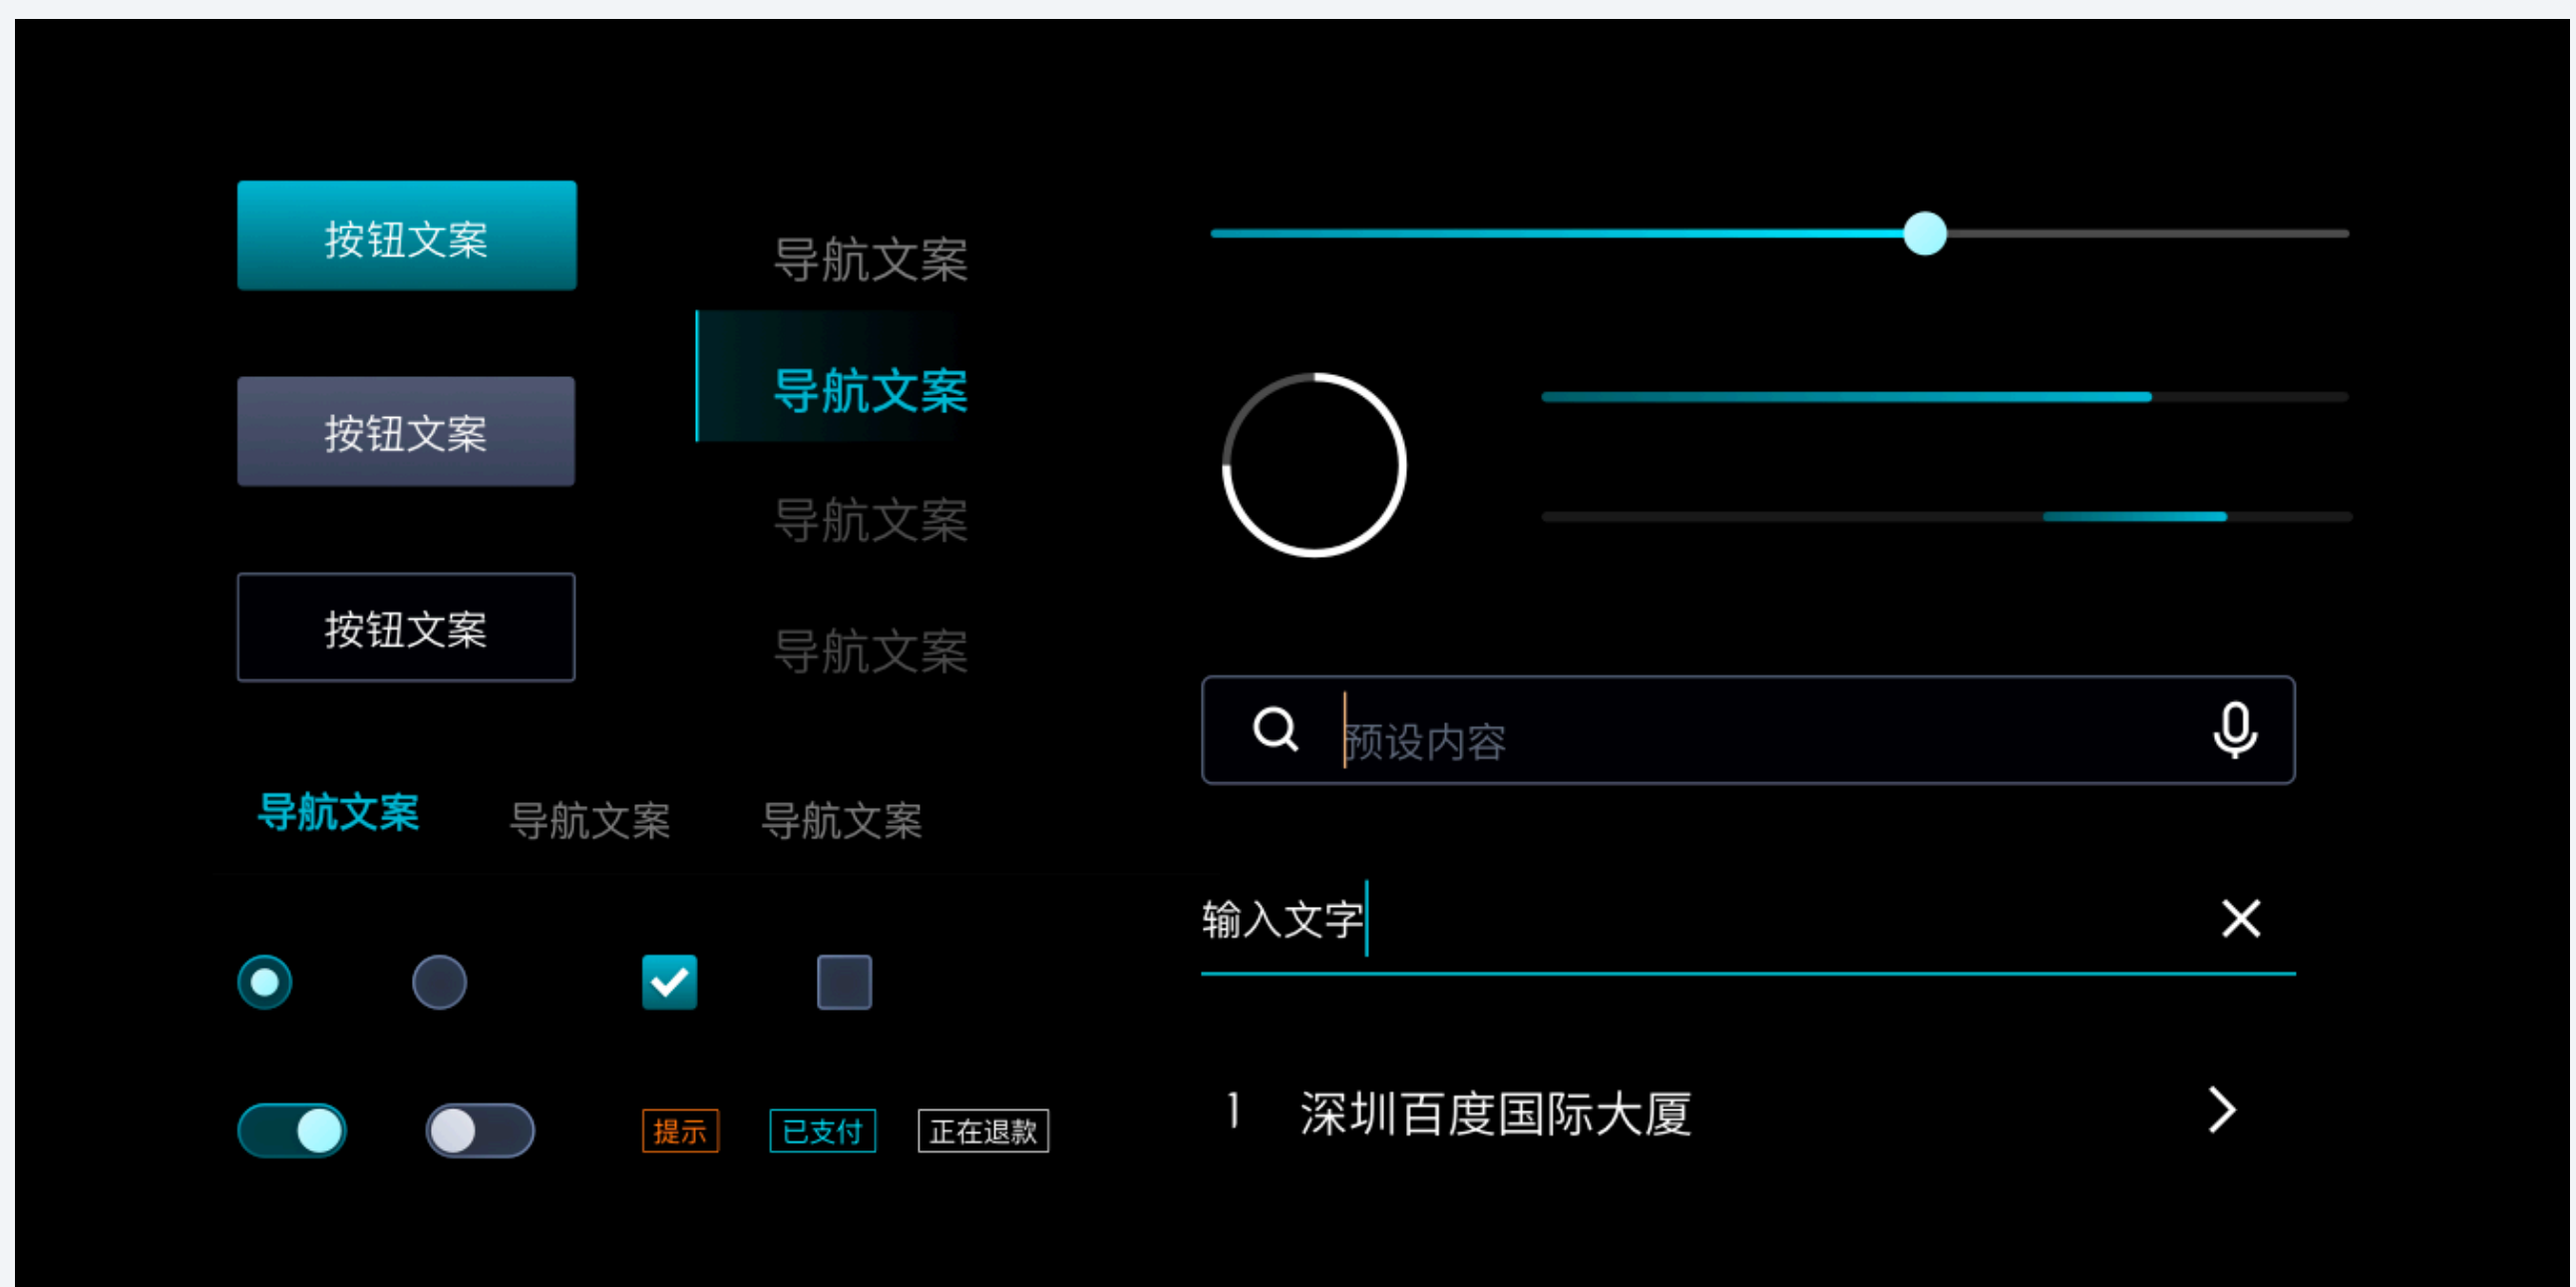 按钮文案
按钮文案
按钮文案
导航文案
导航文案
导航文案
导航文案
导航文案 导航文案 导航文案
提示 已支付 正在退款
预设内容
输入文字
1 深圳百度国际大厦